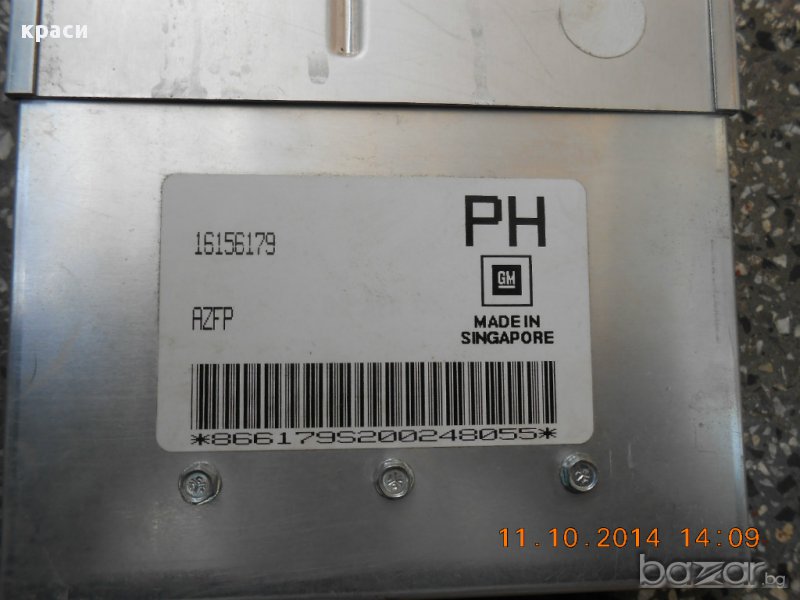 краси
PH
16156179
GM
AZFP
MADE IN
SINGAPORE
*866179S200248055*
11.10.2014 14:09
bazar.bg